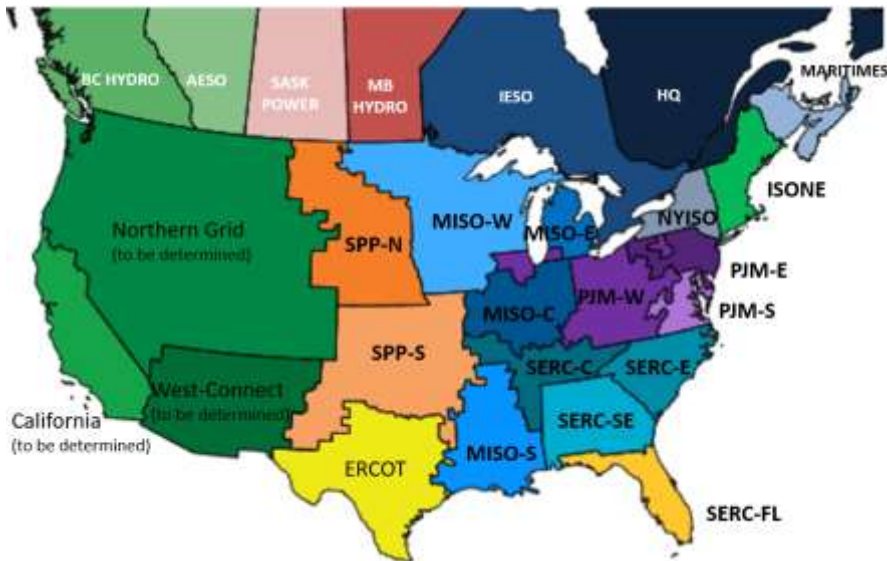 BC HYDRO
AESO
SASK
POWER
MB
HYDRO
IESO
HQ
MARITIMES
ISONE
NYISO
Northern Grid
(to be determined)
SPP-N
MISO-W
MISO-E
PJM-E
PJM-W
PJM-S
MISO-C
SPP-S
SERC-C
SERC-E
West-Connect
(to be determined)
California
(to be determined)
SERC-SE
MISO-S
ERCOT
SERC-FL